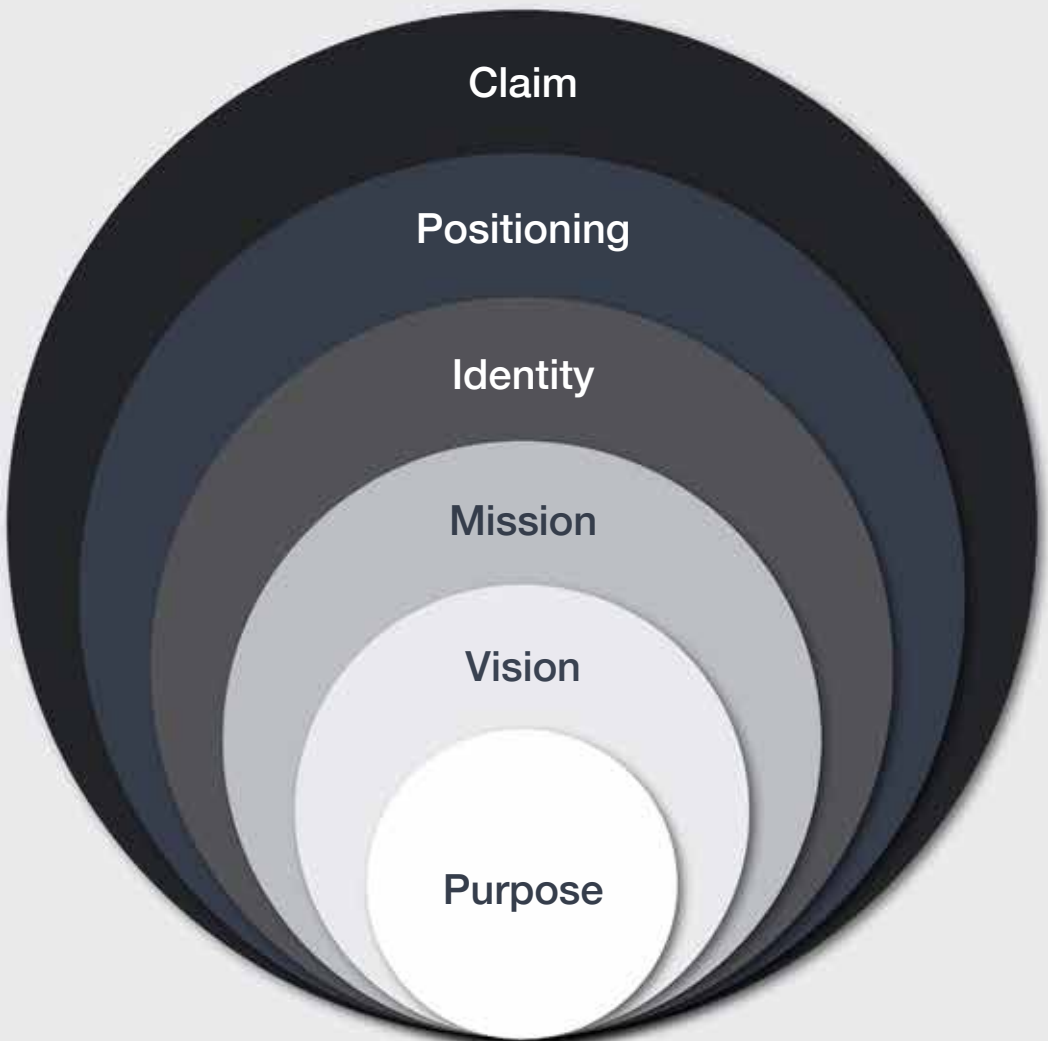 Claim
Positioning
Identity
Mission
Vision
Purpose